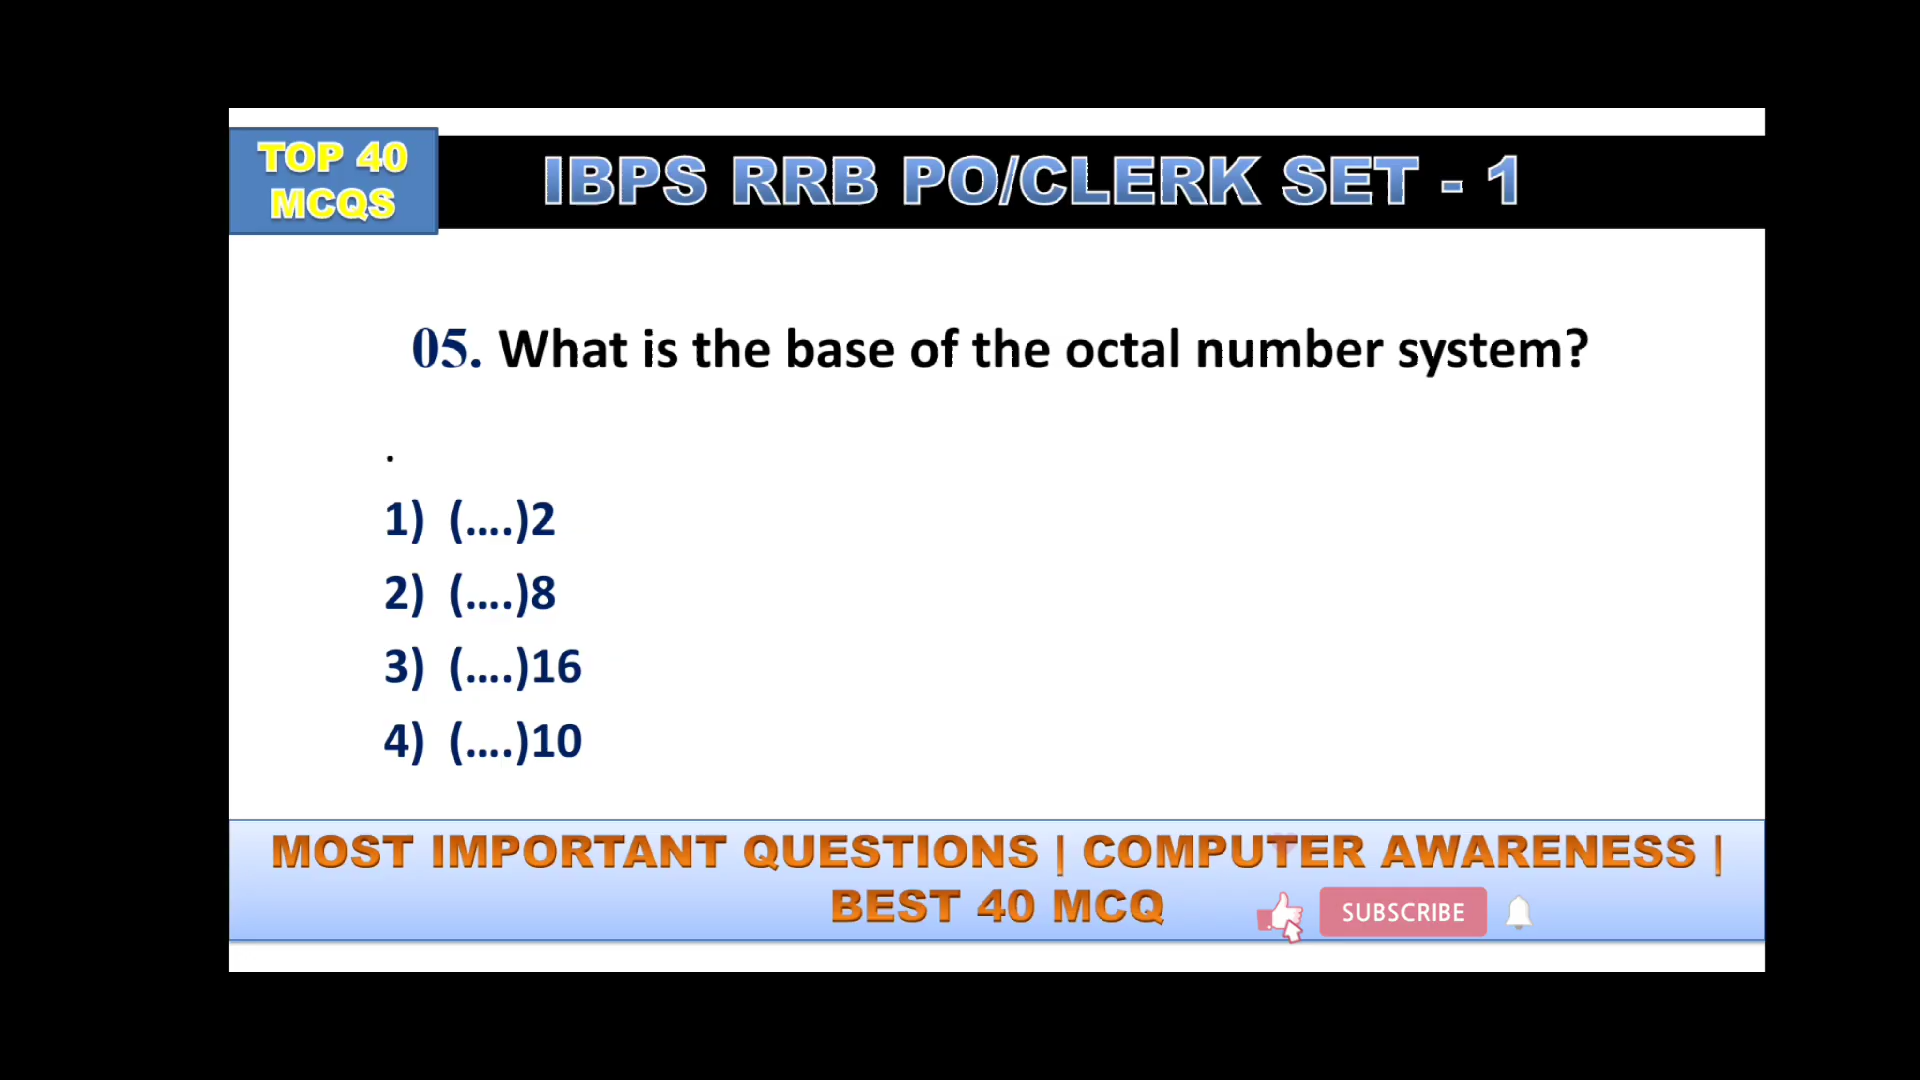 TOP 40
MCQS
IBPS RRB PO/CLERK SET - 1
05. What is the base of the octal number system?
.
1) (....)2
2) (....)8
3) (....)16
4) (....)10
MOST IMPORTANT QUESTIONS | COMPUTER AWARENESS |
BEST 40 MCQ
SUBSCRIBE